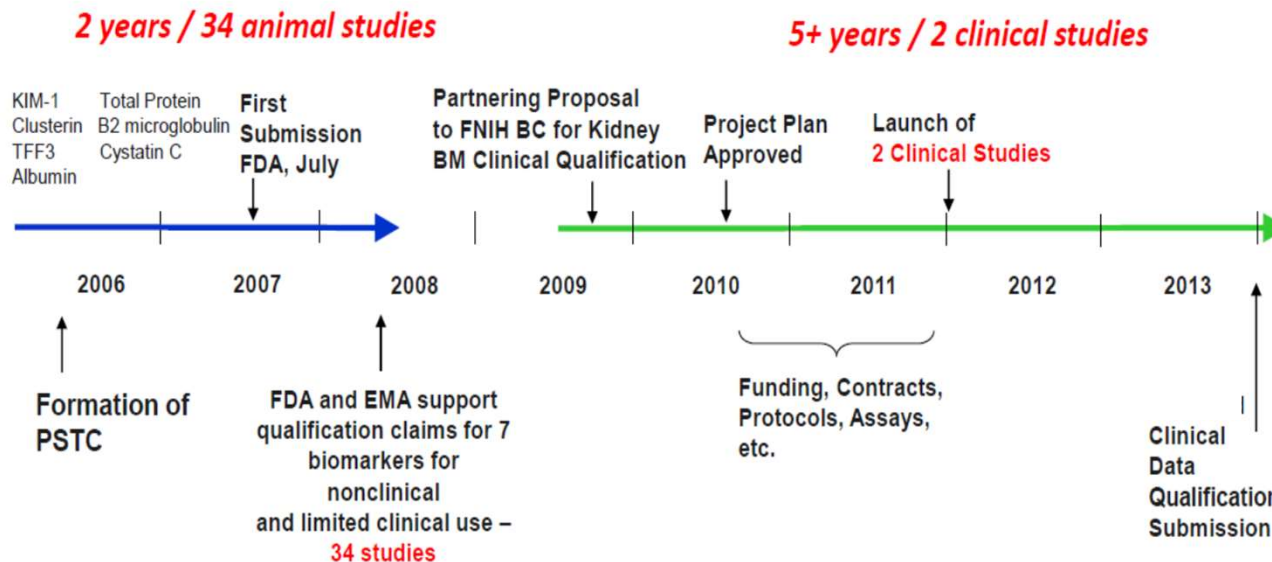 2 years / 34 animal studies
5+ years / 2 clinical studies
KIM-1
Clusterin
TFF3
Albumin
Total Protein
B2 microglobulin
Cystatin C
First
Submission
FDA, July
Partnering Proposal
to FNIH BC for Kidney
BM Clinical Qualification
Project Plan
Approved
Launch of
2 Clinical Studies
2006
2007
2008
2009
2010
2011
2012
2013
Formation of
PSTC
FDA and EMA support
qualification claims for 7
biomarkers for
nonclinical
and limited clinical use –
34 studies
Funding, Contracts,
Protocols, Assays,
etc.
Clinical
Data
Qualification
Submission